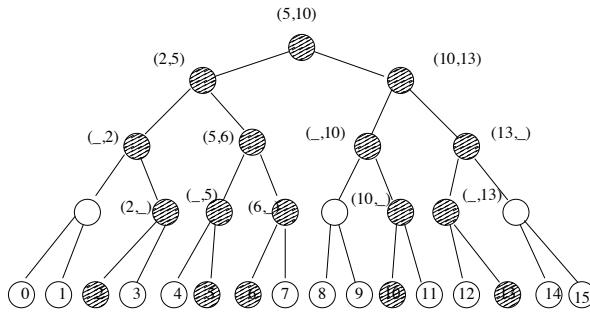 (5,10)
(2,5) (10,13)
(_,2) (5,6) (_,10) (13,_)
(2,_) (_,5) (6,_) (10,_) (_,13)
0 1 2 3 4 5 6 7 8 9 10 11 12 13 14 15